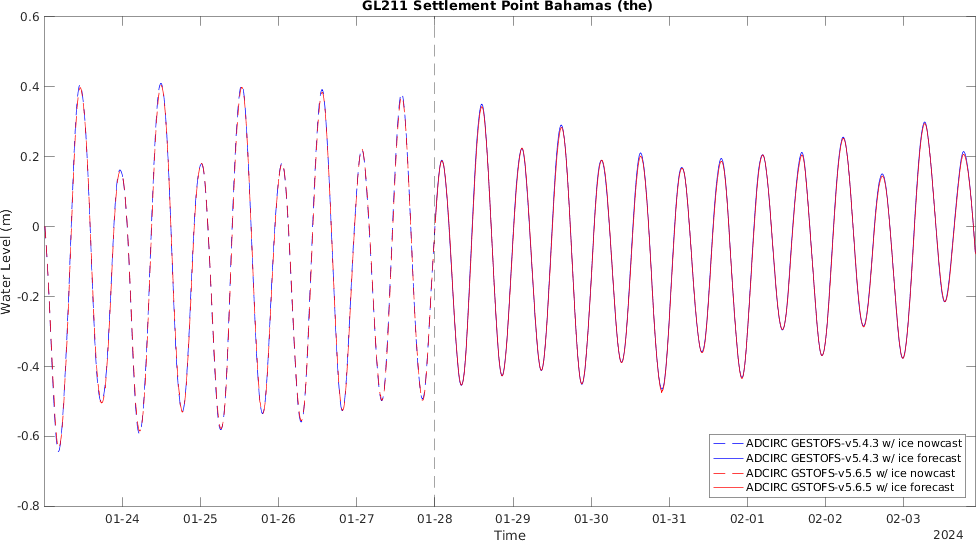 GL211 Settlement Point Bahamas (the)
0.6
0.4
0.2
0
-0.2
-0.4
-0.6
-0.8
Water Level (m)
01-24 01-25 01-26 01-27 01-28 01-29 01-30 01-31 02-01 02-02 02-03
Time
2024
ADCIRC GESTOFS-v5.4.3 w/ ice nowcast
ADCIRC GESTOFS-v5.4.3 w/ ice forecast
ADCIRC GSTOFS-v5.6.5 w/ ice nowcast
ADCIRC GSTOFS-v5.6.5 w/ ice forecast